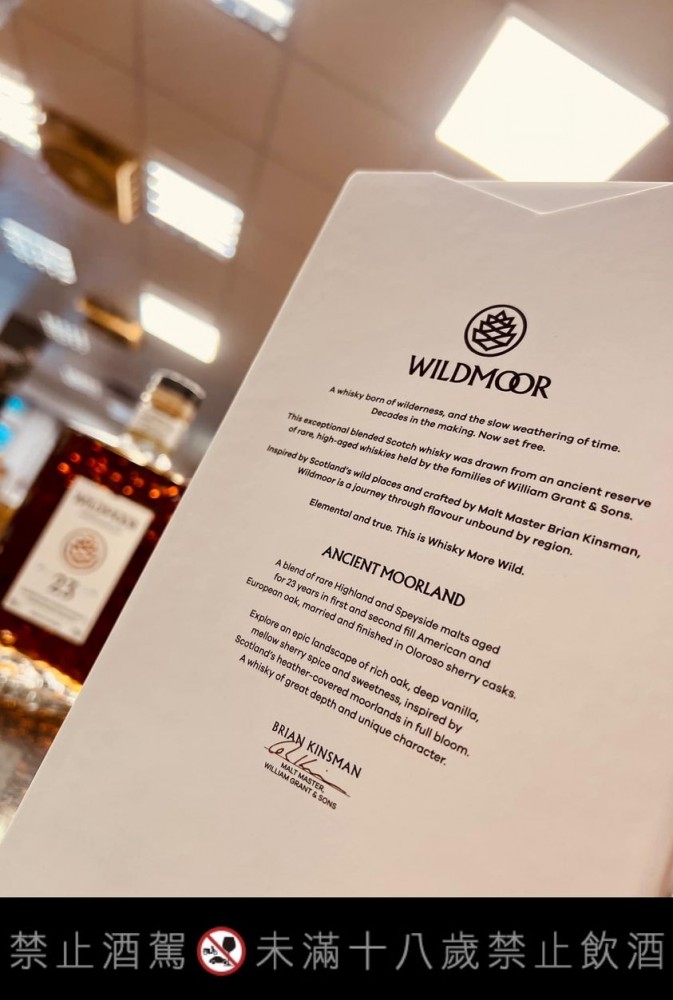 WILDMOOR
A whisky born of wilderness, and the slow weathering of time.
Decades in the making. Now set free.
This exceptional blended Scotch whisky was drawn from an ancient reserve
of rare, high-aged whiskies held by the families of William Grant & Sons.
Inspired by Scotland's wild places and crafted by Malt Master Brian Kinsman,
Wildmoor is a journey through flavour unbound by region.
Elemental and true. This is Whisky More Wild.
ANCIENT MOORLAND
A blend of rare Highland and Speyside malts aged
for 23 years in first and second fill American and
European oak, married and finished in Oloroso sherry casks.
Explore an epic landscape of rich oak, deep vanilla,
mellow sherry spice and sweetness, inspired by
Scotland's heather-covered moorlands in full bloom.
A whisky of great depth and unique character.
BRIAN KINSMAN
MALT MASTER
WILLIAM GRANT & SONS
WILDMOOR
23
禁止酒駕 未滿十八歲禁止飲酒